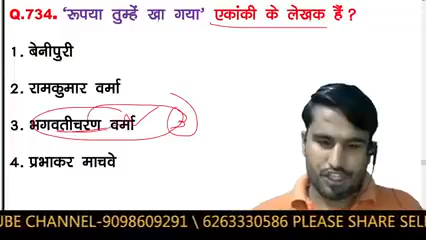 Q.734. 'रूपया तुम्हें खा गया' एकांकी के लेखक हैं ?
1. बेनीपुरी
2. रामकुमार वर्मा
3. भगवतीचरण वर्मा
4. प्रभाकर माचवे
UBE CHANNEL-9098609291 \ 6263330586 PLEASE SHARE SEL